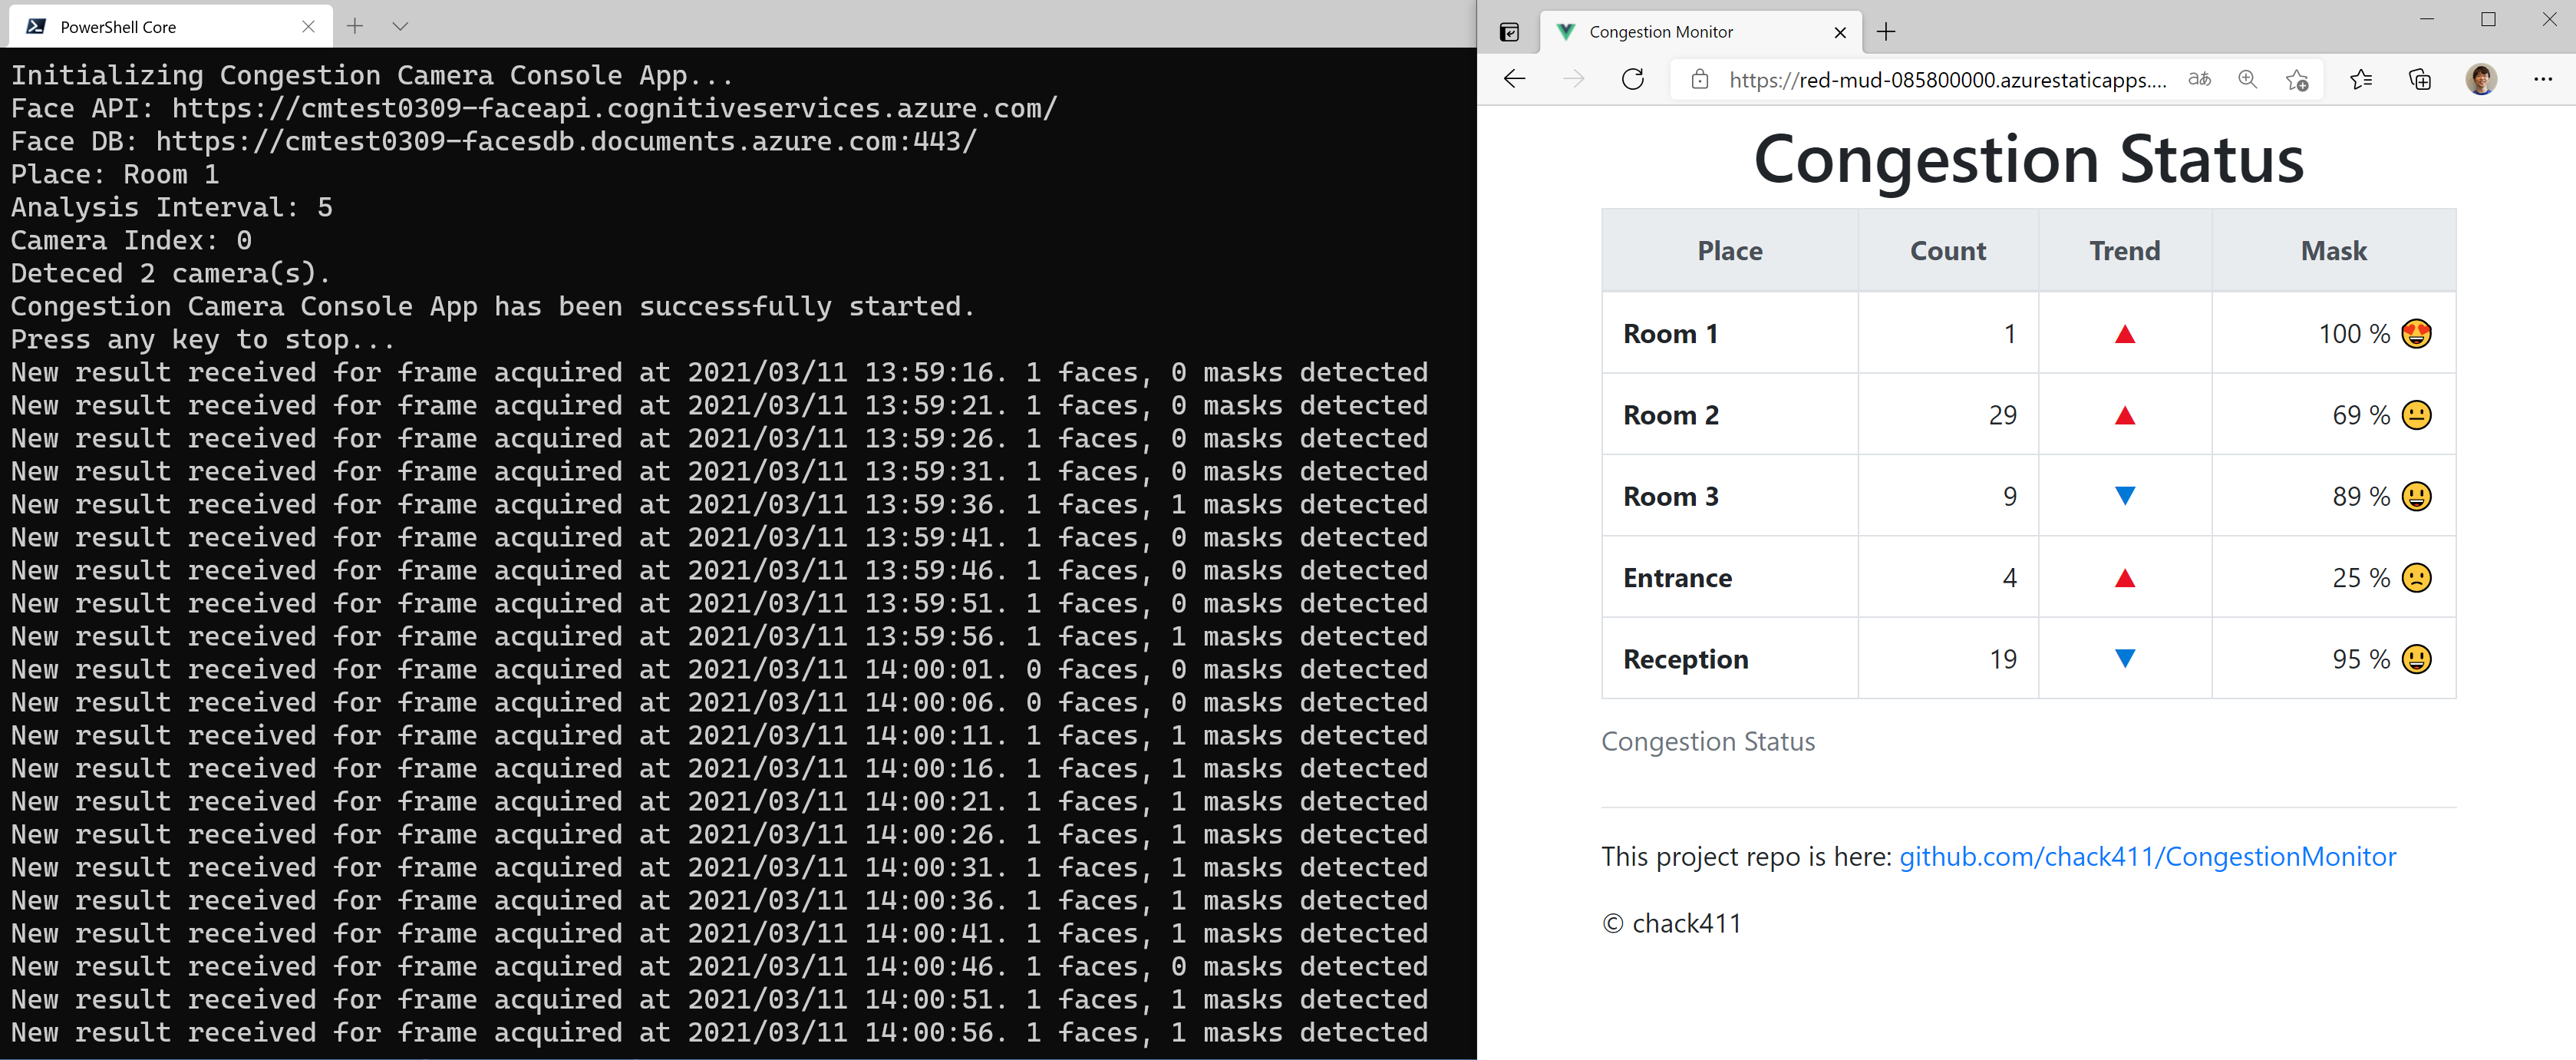 PowerShell Core
Initializing Congestion Camera Console App...
Face API: https://cmtest0309-faceapi.cognitiveservices.azure.com/
Face DB: https://cmtest0309-facesdb.documents.azure.com:443/
Place: Room 1
Analysis Interval: 5
Camera Index: 0
Deteced 2 camera(s).
Congestion Camera Console App has been successfully started.
Press any key to stop...
New result received for frame acquired at 2021/03/11 13:59:16. 1 faces, 0 masks detected
New result received for frame acquired at 2021/03/11 13:59:21. 1 faces, 0 masks detected
New result received for frame acquired at 2021/03/11 13:59:26. 1 faces, 0 masks detected
New result received for frame acquired at 2021/03/11 13:59:31. 1 faces, 0 masks detected
New result received for frame acquired at 2021/03/11 13:59:36. 1 faces, 1 masks detected
New result received for frame acquired at 2021/03/11 13:59:41. 1 faces, 0 masks detected
New result received for frame acquired at 2021/03/11 13:59:46. 1 faces, 0 masks detected
New result received for frame acquired at 2021/03/11 13:59:51. 1 faces, 0 masks detected
New result received for frame acquired at 2021/03/11 13:59:56. 1 faces, 1 masks detected
New result received for frame acquired at 2021/03/11 14:00:01. 0 faces, 0 masks detected
New result received for frame acquired at 2021/03/11 14:00:06. 0 faces, 0 masks detected
New result received for frame acquired at 2021/03/11 14:00:11. 1 faces, 1 masks detected
New result received for frame acquired at 2021/03/11 14:00:16. 1 faces, 1 masks detected
New result received for frame acquired at 2021/03/11 14:00:21. 1 faces, 1 masks detected
New result received for frame acquired at 2021/03/11 14:00:26. 1 faces, 1 masks detected
New result received for frame acquired at 2021/03/11 14:00:31. 1 faces, 1 masks detected
New result received for frame acquired at 2021/03/11 14:00:36. 1 faces, 1 masks detected
New result received for frame acquired at 2021/03/11 14:00:41. 1 faces, 1 masks detected
New result received for frame acquired at 2021/03/11 14:00:46. 1 faces, 0 masks detected
New result received for frame acquired at 2021/03/11 14:00:51. 1 faces, 1 masks detected
New result received for frame acquired at 2021/03/11 14:00:56. 1 faces, 1 masks detected
Congestion Monitor
https://red-mud-085800000.azurestaticapps.... aあ
Congestion Status
Place Count Trend Mask
Room 1 1 ▲ 100 % 😍
Room 2 29 ▲ 69 % 😐
Room 3 9 ▼ 89 % 😃
Entrance 4 ▲ 25 % 🙁
Reception 19 ▼ 95 % 😃
Congestion Status
This project repo is here: github.com/chack411/CongestionMonitor
© chack411